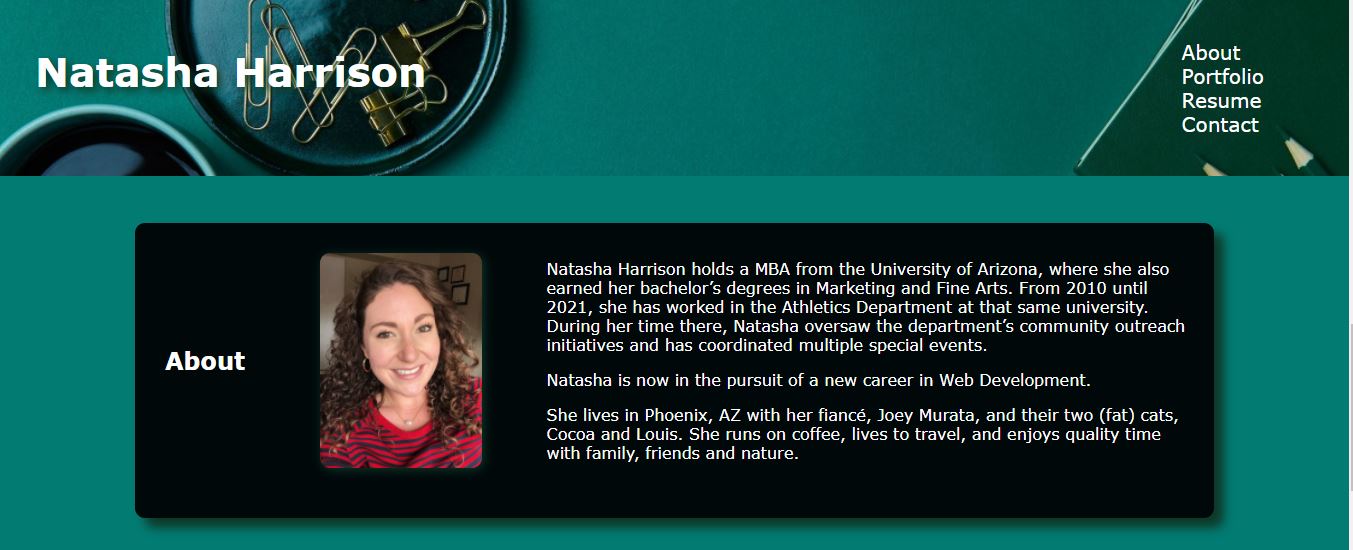 Natasha Harrison
About
Portfolio
Resume
Contact
About
Natasha Harrison holds a MBA from the University of Arizona, where she also
earned her bachelor’s degrees in Marketing and Fine Arts. From 2010 until
2021, she has worked in the Athletics Department at that same university.
During her time there, Natasha oversaw the department’s community outreach
initiatives and has coordinated multiple special events.
Natasha is now in the pursuit of a new career in Web Development.
She lives in Phoenix, AZ with her fiancé, Joey Murata, and their two (fat) cats,
Cocoa and Louis. She runs on coffee, lives to travel, and enjoys quality time
with family, friends and nature.